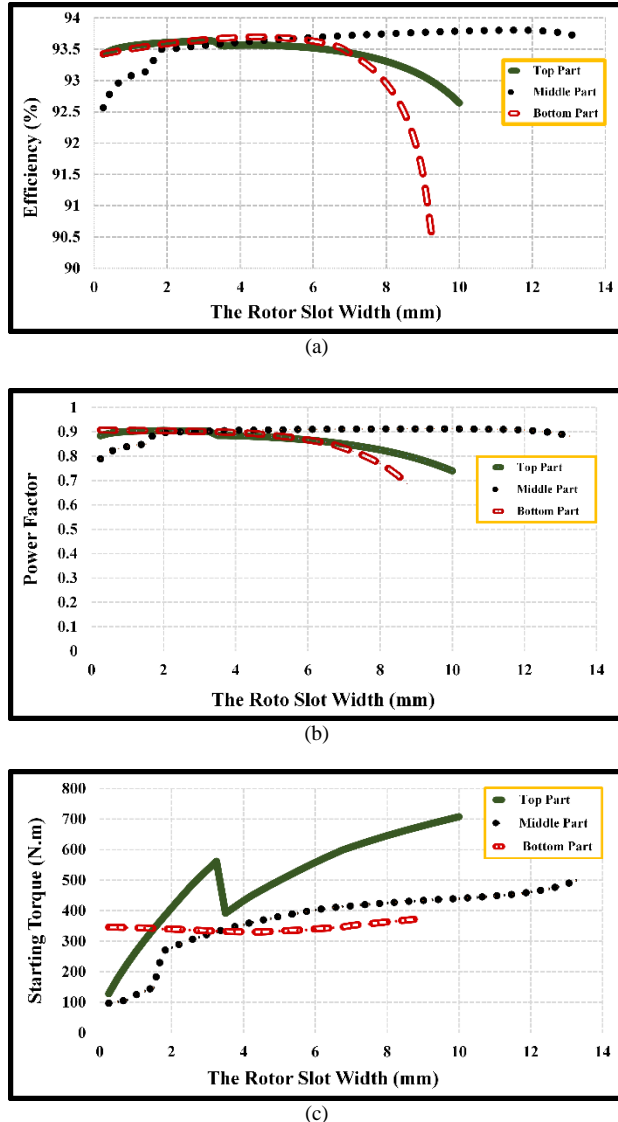 94
93.5
93
92.5
92
91.5
91
90.5
90
Efficiency (%)
Top Part
Middle Part
Bottom Part
0 2 4 6 8 10 12 14
The Rotor Slot Width (mm)
(a)
1
0.9
0.8
0.7
0.6
0.5
0.4
0.3
0.2
0.1
0
Power Factor
Top Part
Middle Part
Bottom Part
0 2 4 6 8 10 12 14
The Roto Slot Width (mm)
(b)
800
700
600
500
400
300
200
100
0
Starting Torque (N.m)
Top Part
Middle Part
Bottom Part
0 2 4 6 8 10 12 14
The Rotor Slot Width (mm)
(c)